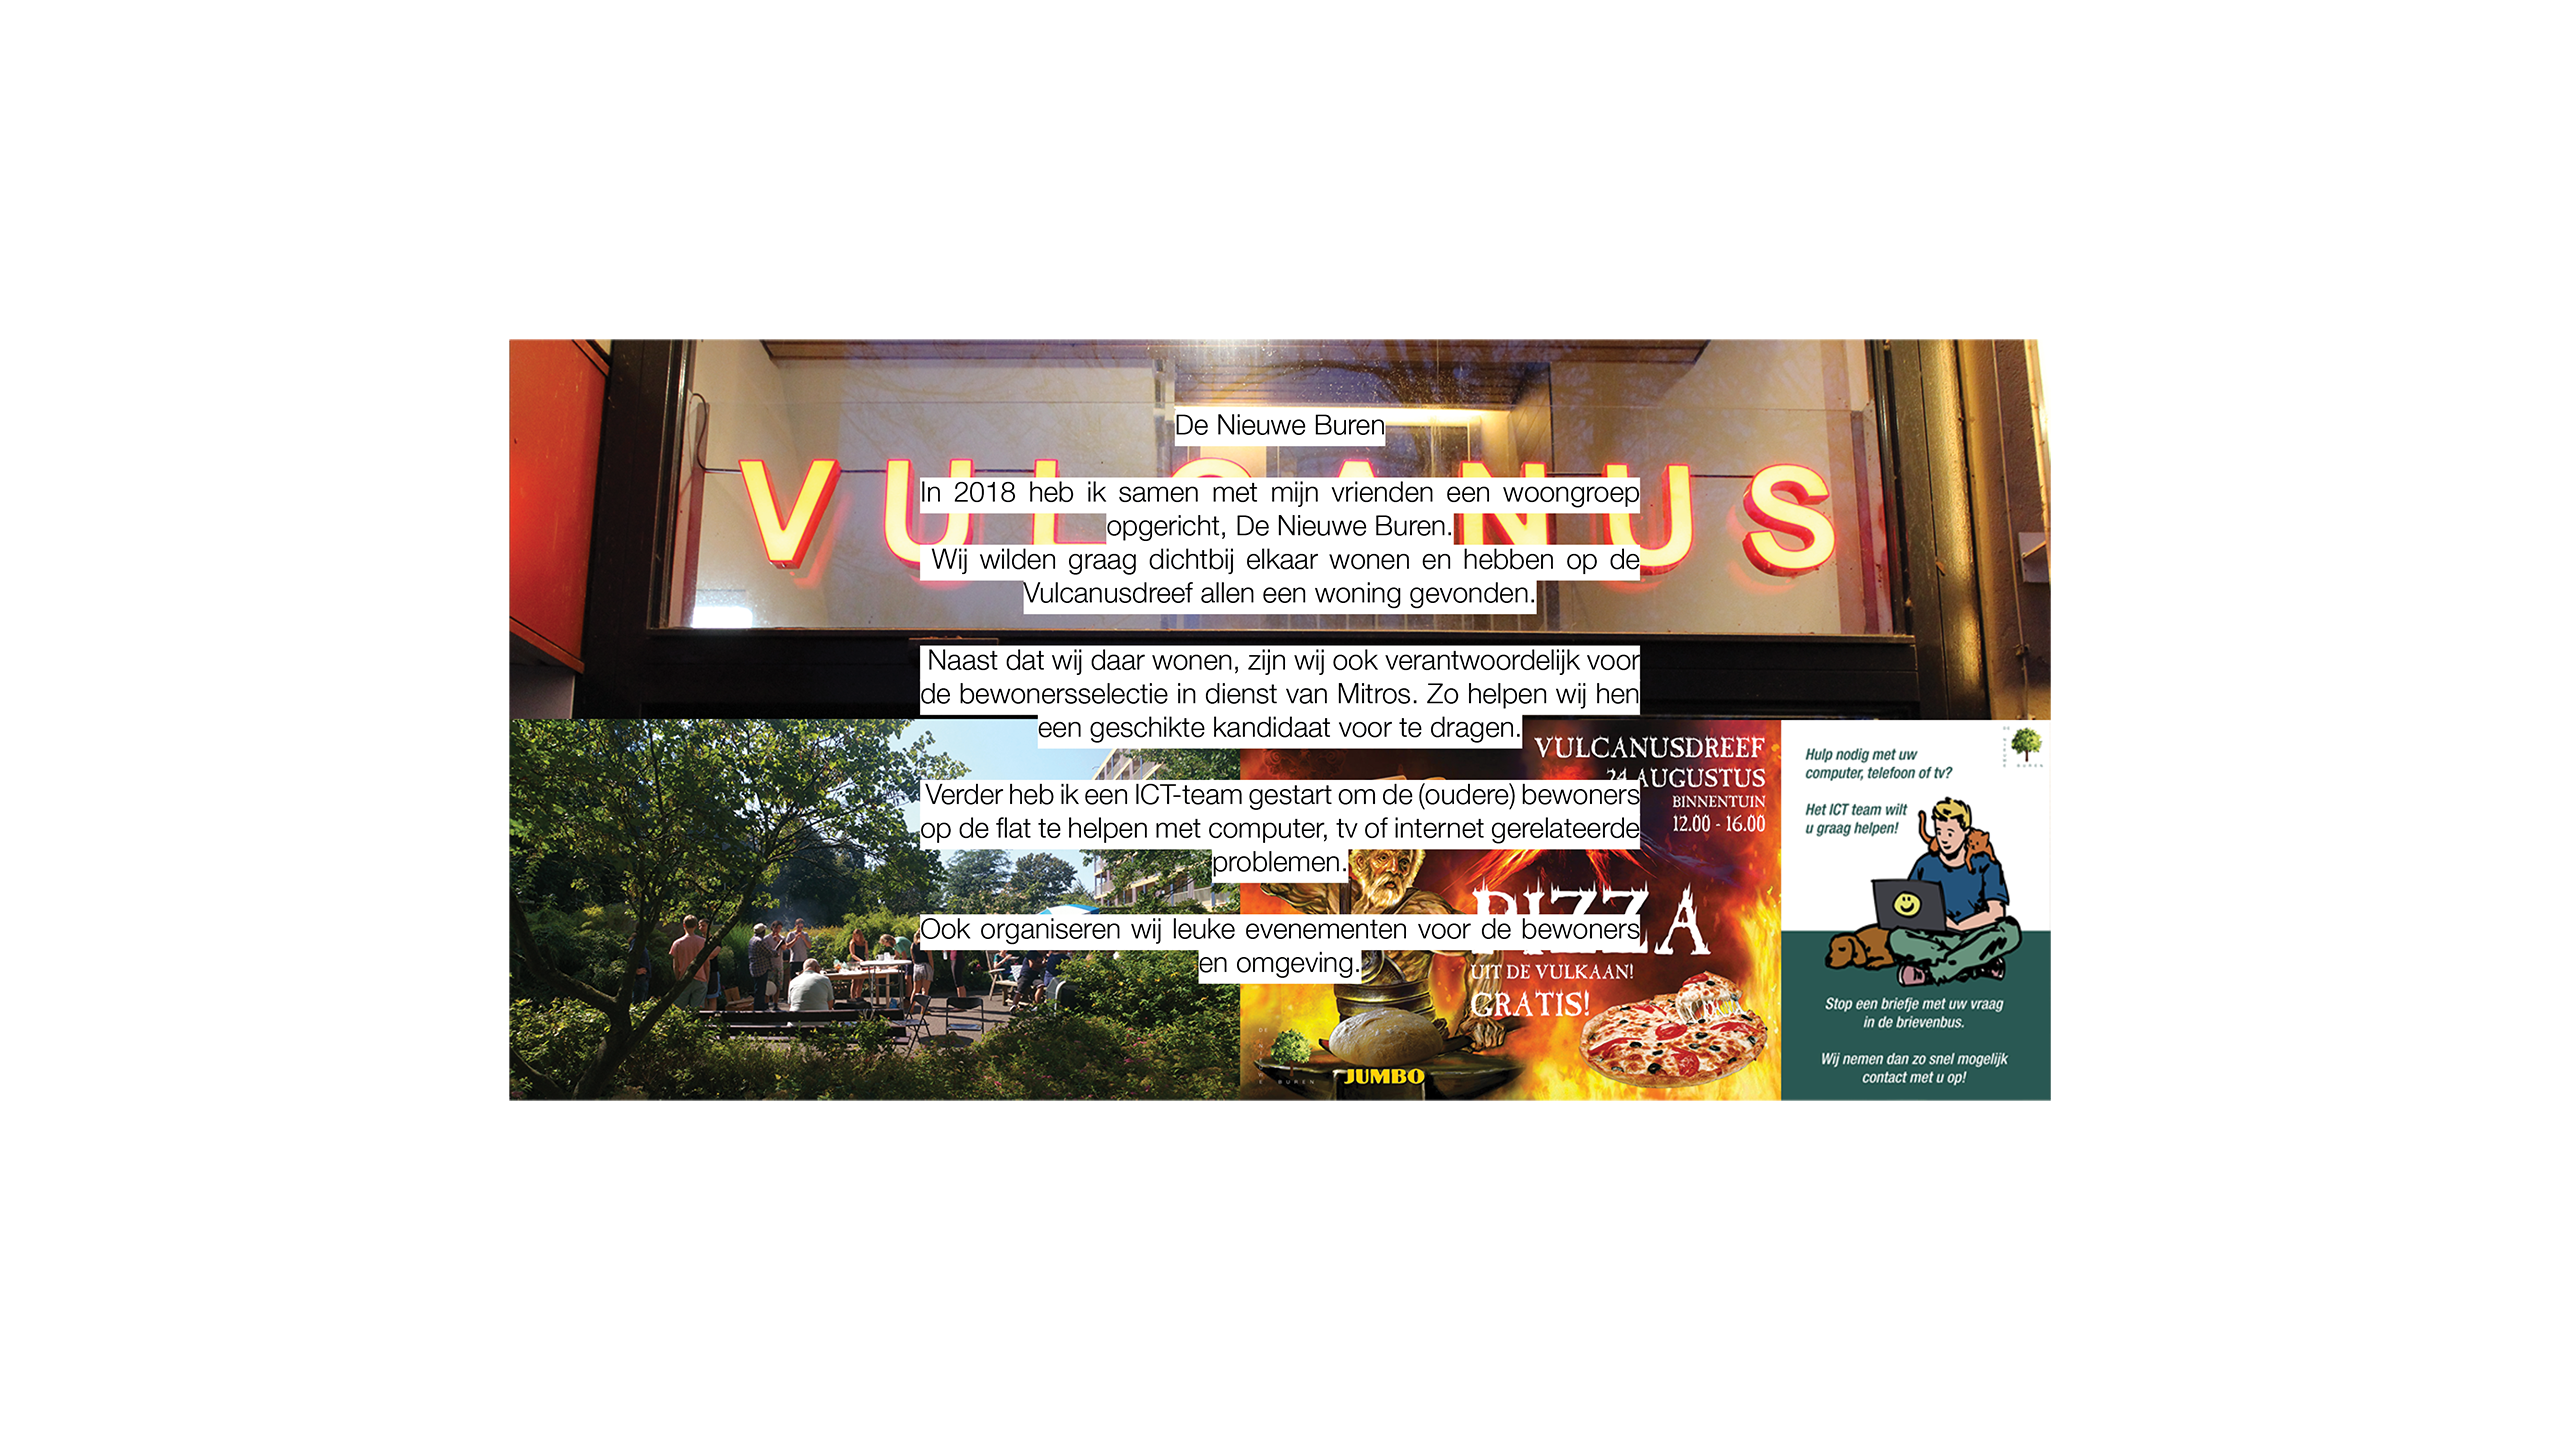 De Nieuwe Buren
VULCANUS
In 2018 heb ik samen met mijn vrienden een woongroep
opgericht, De Nieuwe Buren.
Wij wilden graag dichtbij elkaar wonen en hebben op de
Vulcanusdreef allen een woning gevonden.
Naast dat wij daar wonen, zijn wij ook verantwoordelijk voor
de bewonersselectie in dienst van Mitros. Zo helpen wij hen
een geschikte kandidaat voor te dragen.
Verder heb ik een ICT-team gestart om de (oudere) bewoners
op de flat te helpen met computer, tv of internet gerelateerde
problemen.
Ook organiseren wij leuke evenementen voor de bewoners
en omgeving.
VULCANUSDREEF
24 AUGUSTUS
BINNENTUIN
12.00 - 16.00
PIZZA
UIT DE VULKAAN!
GRATIS!
BUREN
JUMBO
Hulp nodig met uw
computer, telefoon of tv?
Het ICT team wilt
u graag helpen!
BUREN
Stop een briefje met uw vraag
in de brievenbus.
Wij nemen dan zo snel mogelijk
contact met u op!